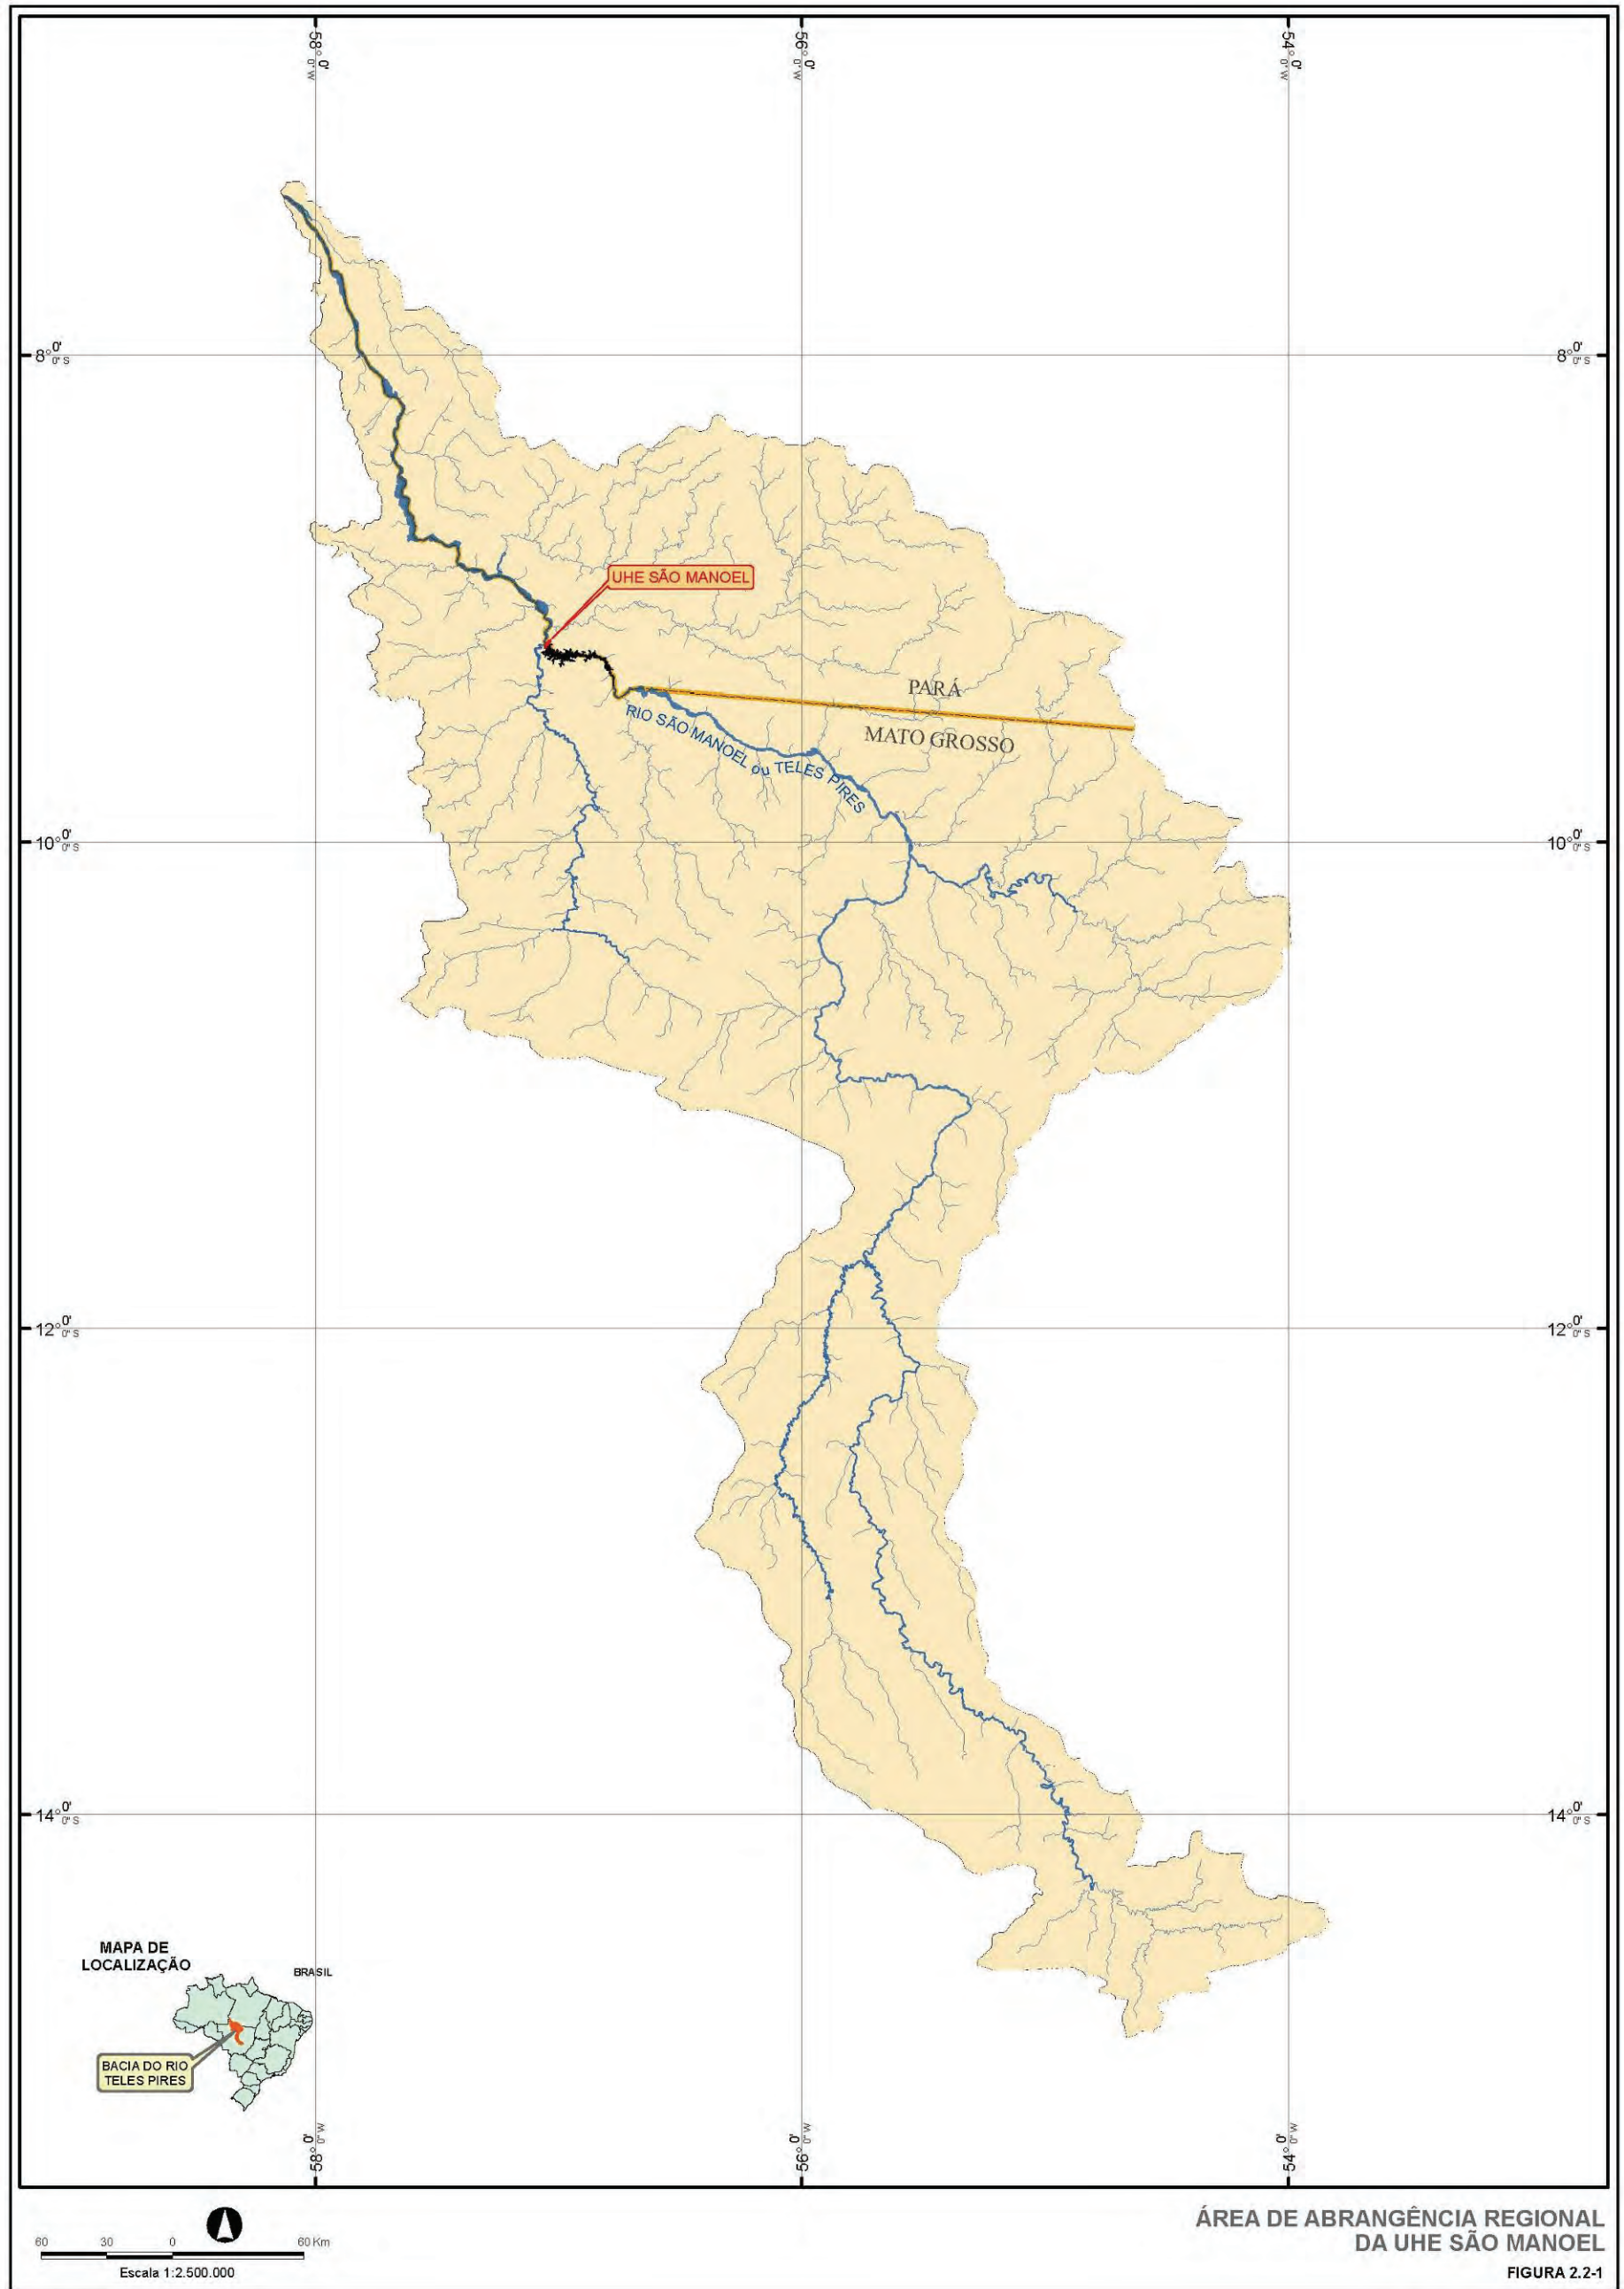 58° 0' 0" W
56° 0' 0" W
54° 0' 0" W
8° 0' 0" S
8° 0' 0" S
UHE SÃO MANOEL
PARÁ
MATO GROSSO
RIO SÃO MANOEL ou TELES PIRES
10° 0' 0" S
10° 0' 0" S
12° 0' 0" S
12° 0' 0" S
14° 0' 0" S
14° 0' 0" S
MAPA DE
LOCALIZAÇÃO
BRASIL
BACIA DO RIO
TELES PIRES
58° 0' 0" W
56° 0' 0" W
54° 0' 0" W
60 30 0 60 Km
Escala 1:2.500.000
ÁREA DE ABRANGÊNCIA REGIONAL
DA UHE SÃO MANOEL
FIGURA 2.2-1